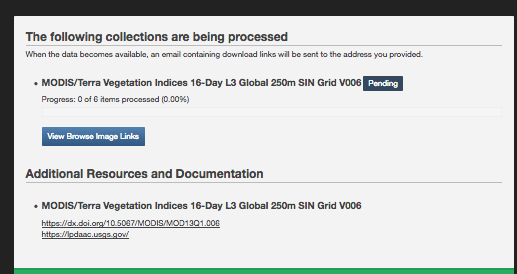 The following collections are being processed
When the data becomes available, an email containing download links will be sent to the address you provided.
MODIS/Terra Vegetation Indices 16-Day L3 Global 250m SIN Grid V006 Pending
Progress: 0 of 6 items processed (0.00%)
View Browse Image Links
Additional Resources and Documentation
MODIS/Terra Vegetation Indices 16-Day L3 Global 250m SIN Grid V006
https://dx.doi.org/10.5067/MODIS/MOD13Q1.006
https://lpdaac.usgs.gov/